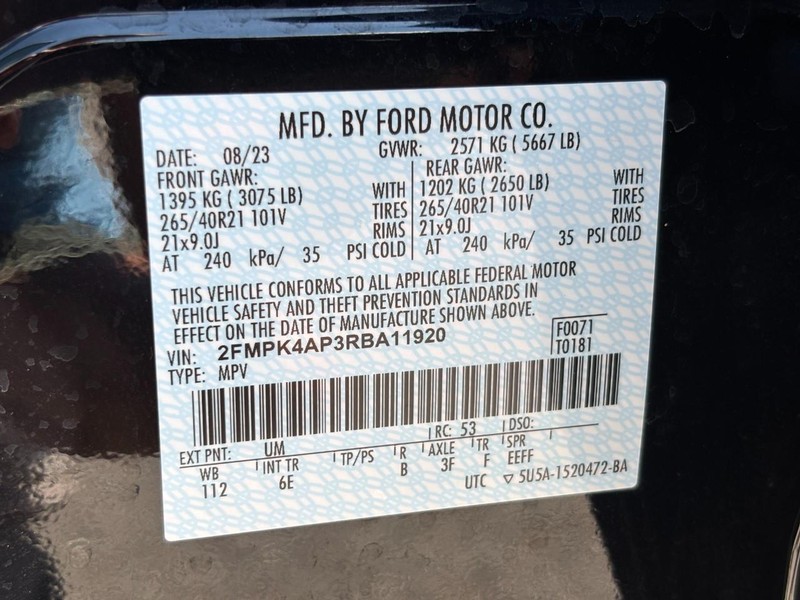 MFD. BY FORD MOTOR CO.
DATE: 08/23 GVWR: 2571 KG ( 5667 LB)
FRONT GAWR: REAR GAWR:
1395 KG ( 3075 LB) WITH 1202 KG ( 2650 LB) WITH
265/40R21 101V TIRES 265/40R21 101V TIRES
21x9.0J RIMS 21x9.0J RIMS
AT 240 kPa/ 35 PSI COLD AT 240 kPa/ 35 PSI COLD
THIS VEHICLE CONFORMS TO ALL APPLICABLE FEDERAL MOTOR
VEHICLE SAFETY AND THEFT PREVENTION STANDARDS IN
EFFECT ON THE DATE OF MANUFACTURE SHOWN ABOVE.
VIN: 2FMPK4AP3RBA11920 F0071
TYPE: MPV T0181
EXT PNT: UM RC: 53 DSO:
WB INT TR TP/PS R AXLE TR SPR
112 6E B 3F F EEFF
UTC ▽ 5U5A-1520472-BA